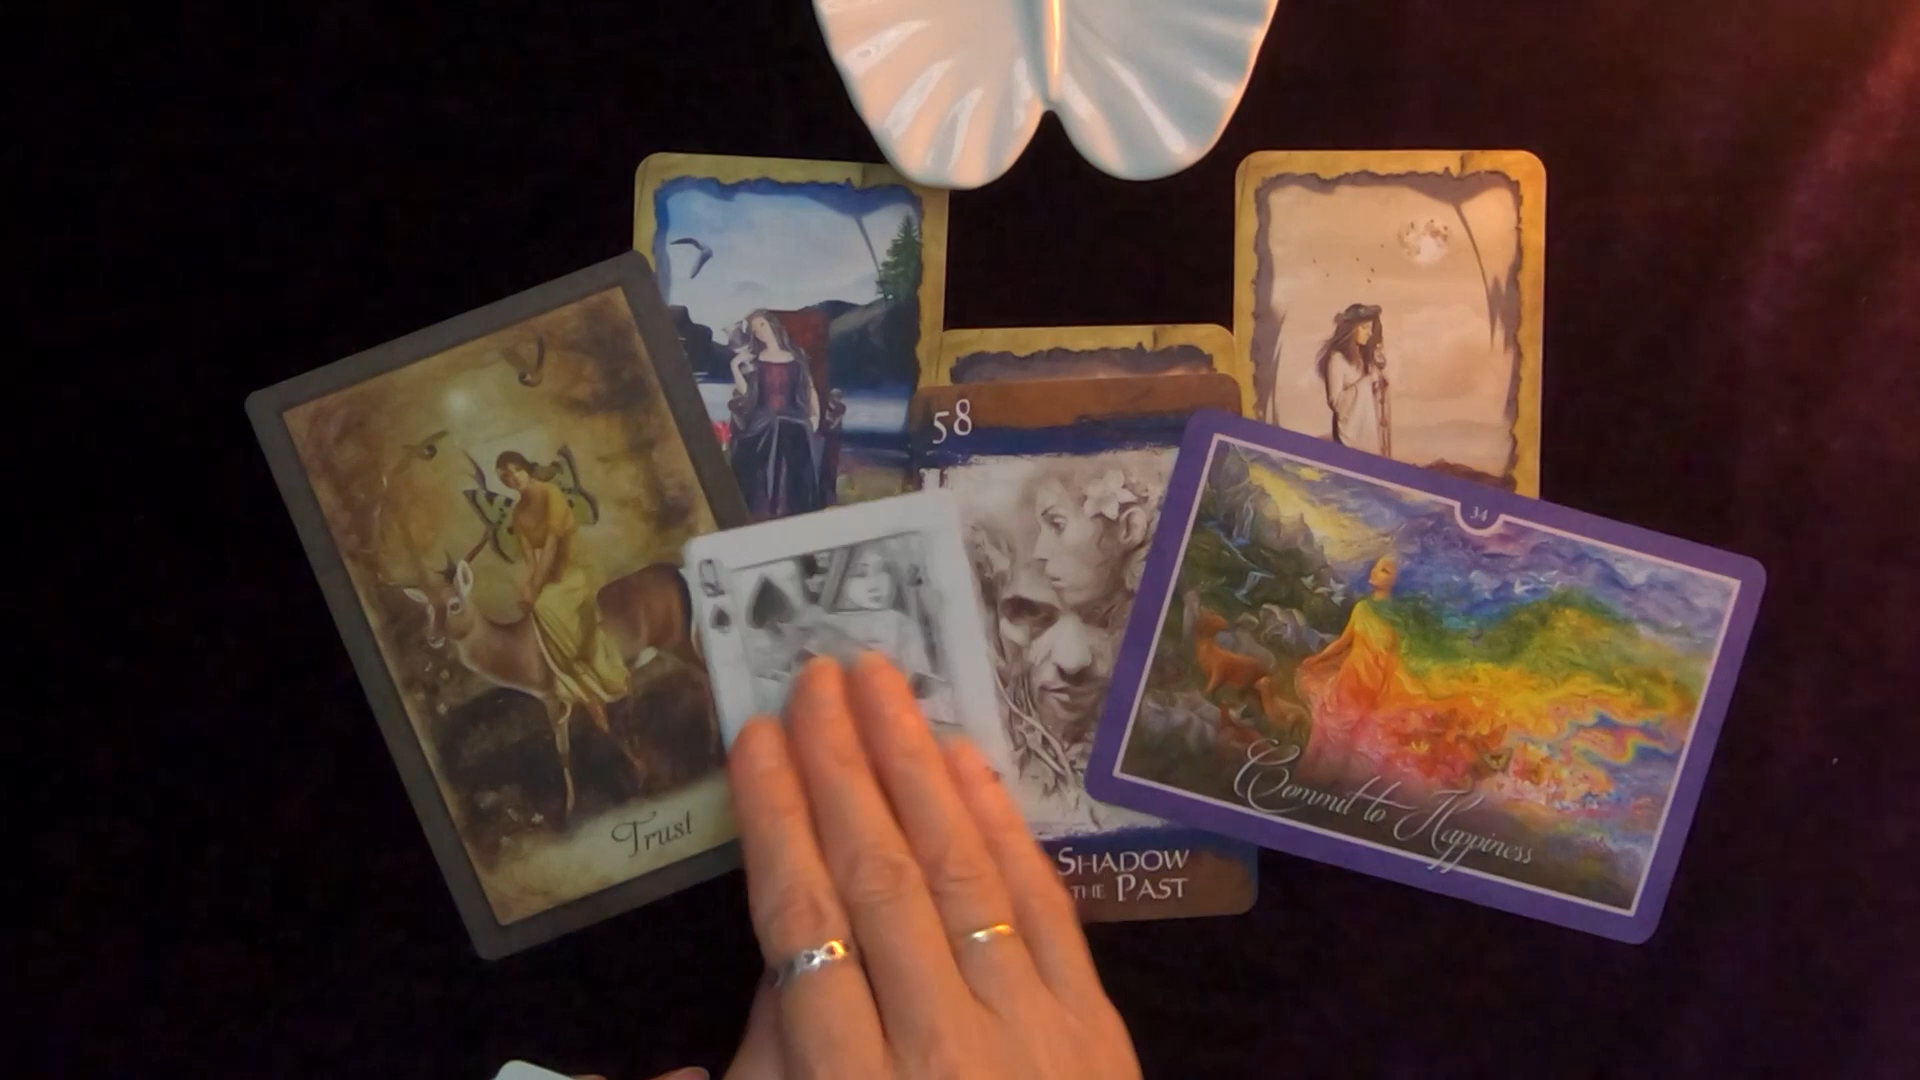 58
34
Q
Trust
Commit to Happiness
SHADOW
THE PAST